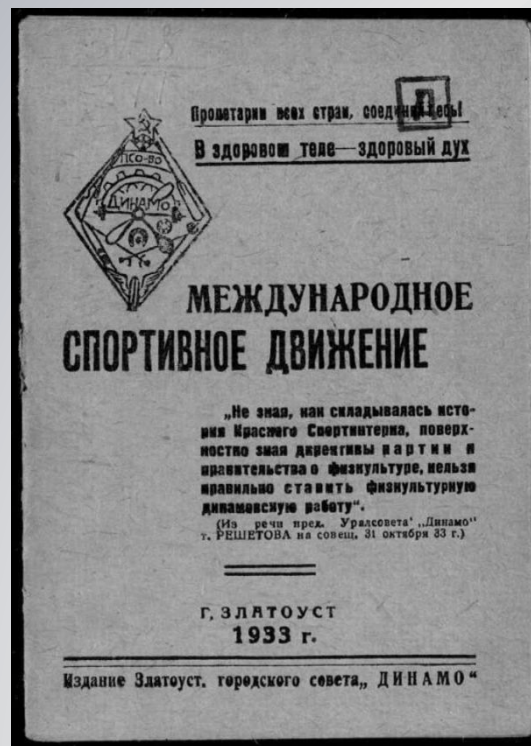 Пролетарии всех стран, соединяйтесь!
П
В здоровом теле—здоровый дух
ПСО-ВО
ДИНАМО
МЕЖДУНАРОДНОЕ
СПОРТИВНОЕ ДВИЖЕНИЕ
„Не зная, как складывалась исто-
рия Красного Спортинтерна, поверх-
ностно зная директивы партии и
правительства о физкультуре, нельзя
правильно ставить физкультурную
динамовскую работу“.
(Из речи пред. Уралсовета „Динамо“
т. РЕШЕТОВА на совещ. 31 октября 33 г.)
Г, ЗЛАТОУСТ
1933 г.
Издание Златоуст. городского совета„ ДИНАМО“